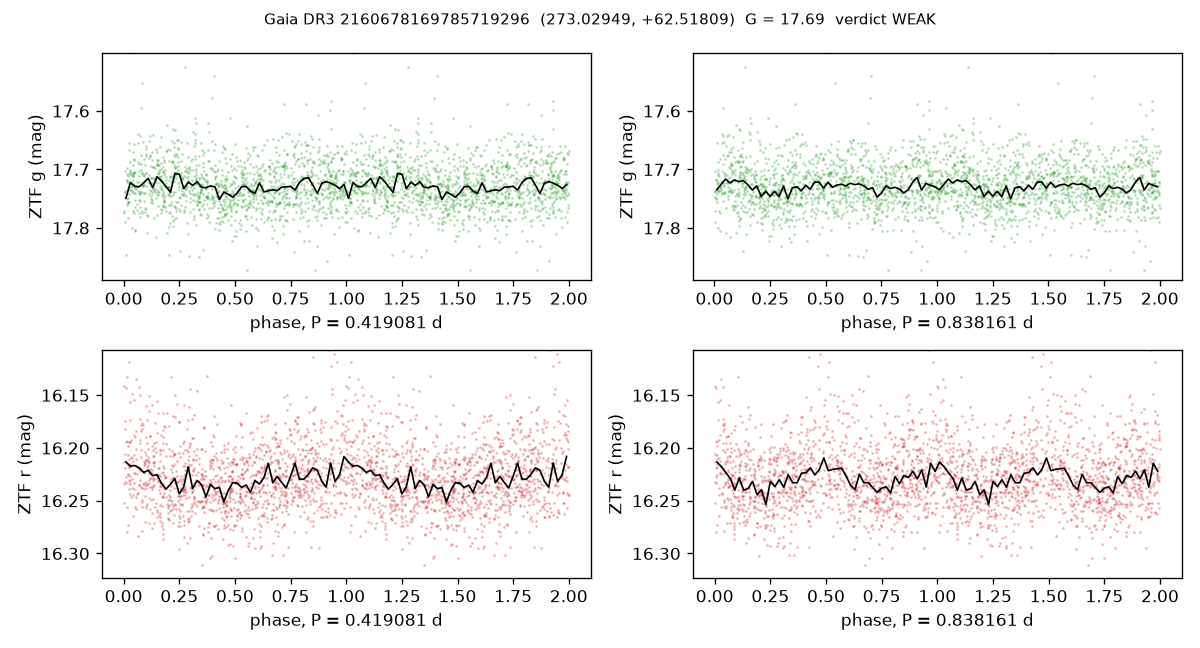 Gaia DR3 2160678169785719296 (273.02949, +62.51809) G = 17.69 verdict WEAK
ZTF g (mag)
17.6
17.7
17.8
0.00 0.25 0.50 0.75 1.00 1.25 1.50 1.75 2.00
phase, P = 0.419081 d
ZTF g (mag)
17.6
17.7
17.8
0.00 0.25 0.50 0.75 1.00 1.25 1.50 1.75 2.00
phase, P = 0.838161 d
ZTF r (mag)
16.15
16.20
16.25
16.30
0.00 0.25 0.50 0.75 1.00 1.25 1.50 1.75 2.00
phase, P = 0.419081 d
ZTF r (mag)
16.15
16.20
16.25
16.30
0.00 0.25 0.50 0.75 1.00 1.25 1.50 1.75 2.00
phase, P = 0.838161 d